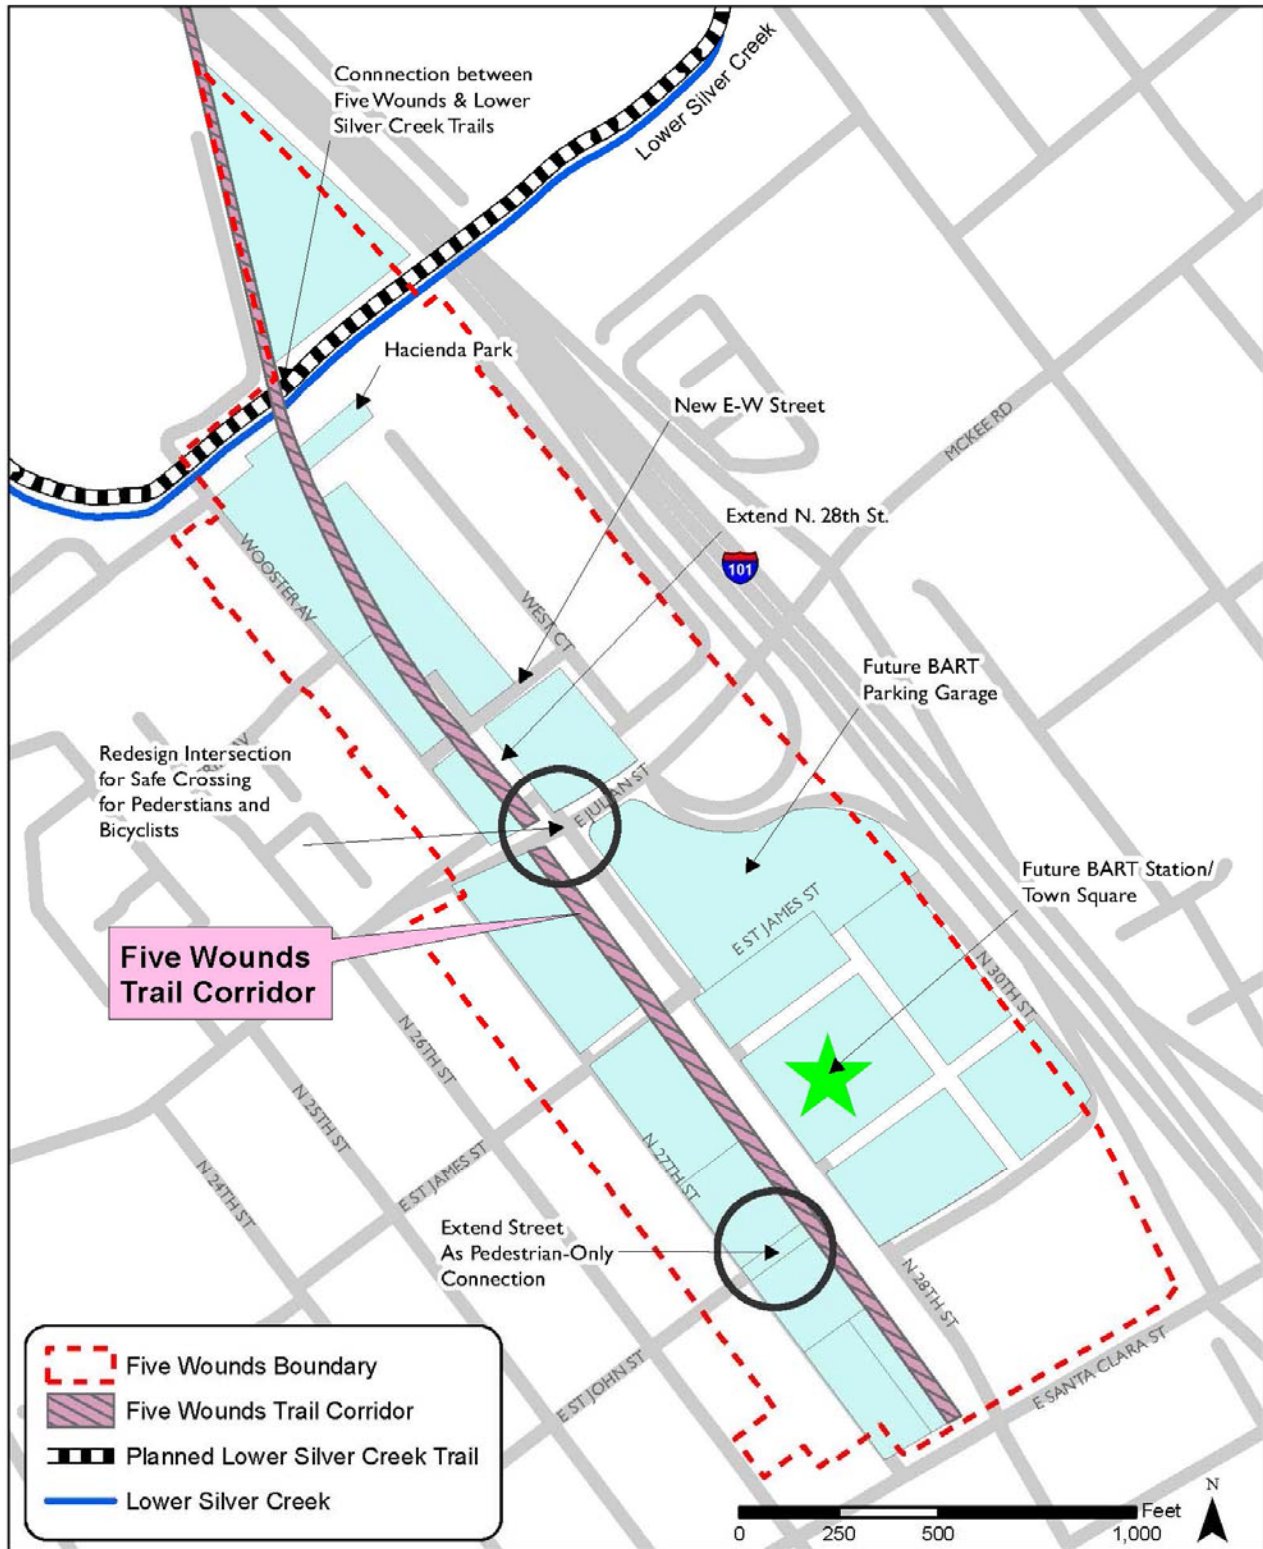 Connnection between
Five Wounds & Lower
Silver Creek Trails
Lower Silver Creek
Hacienda Park
New E-W Street
MCKEE RD
Extend N. 28th St.
101
WOOSTER AV
WEST CT
Future BART
Parking Garage
Redesign Intersection
for Safe Crossing
for Pederstians and
Bicyclists
AV
E JULIAN ST
Future BART Station/
Town Square
E ST JAMES ST
Five Wounds
Trail Corridor
N 30TH ST
N 26TH ST
N 25TH ST
N 24TH ST
E ST JAMES ST
N 27TH ST
Extend Street
As Pedestrian-Only
Connection
N 28TH ST
E ST JOHN ST
E SANTA CLARA ST
Five Wounds Boundary
Five Wounds Trail Corridor
Planned Lower Silver Creek Trail
Lower Silver Creek
N
Feet
0 250 500 1,000